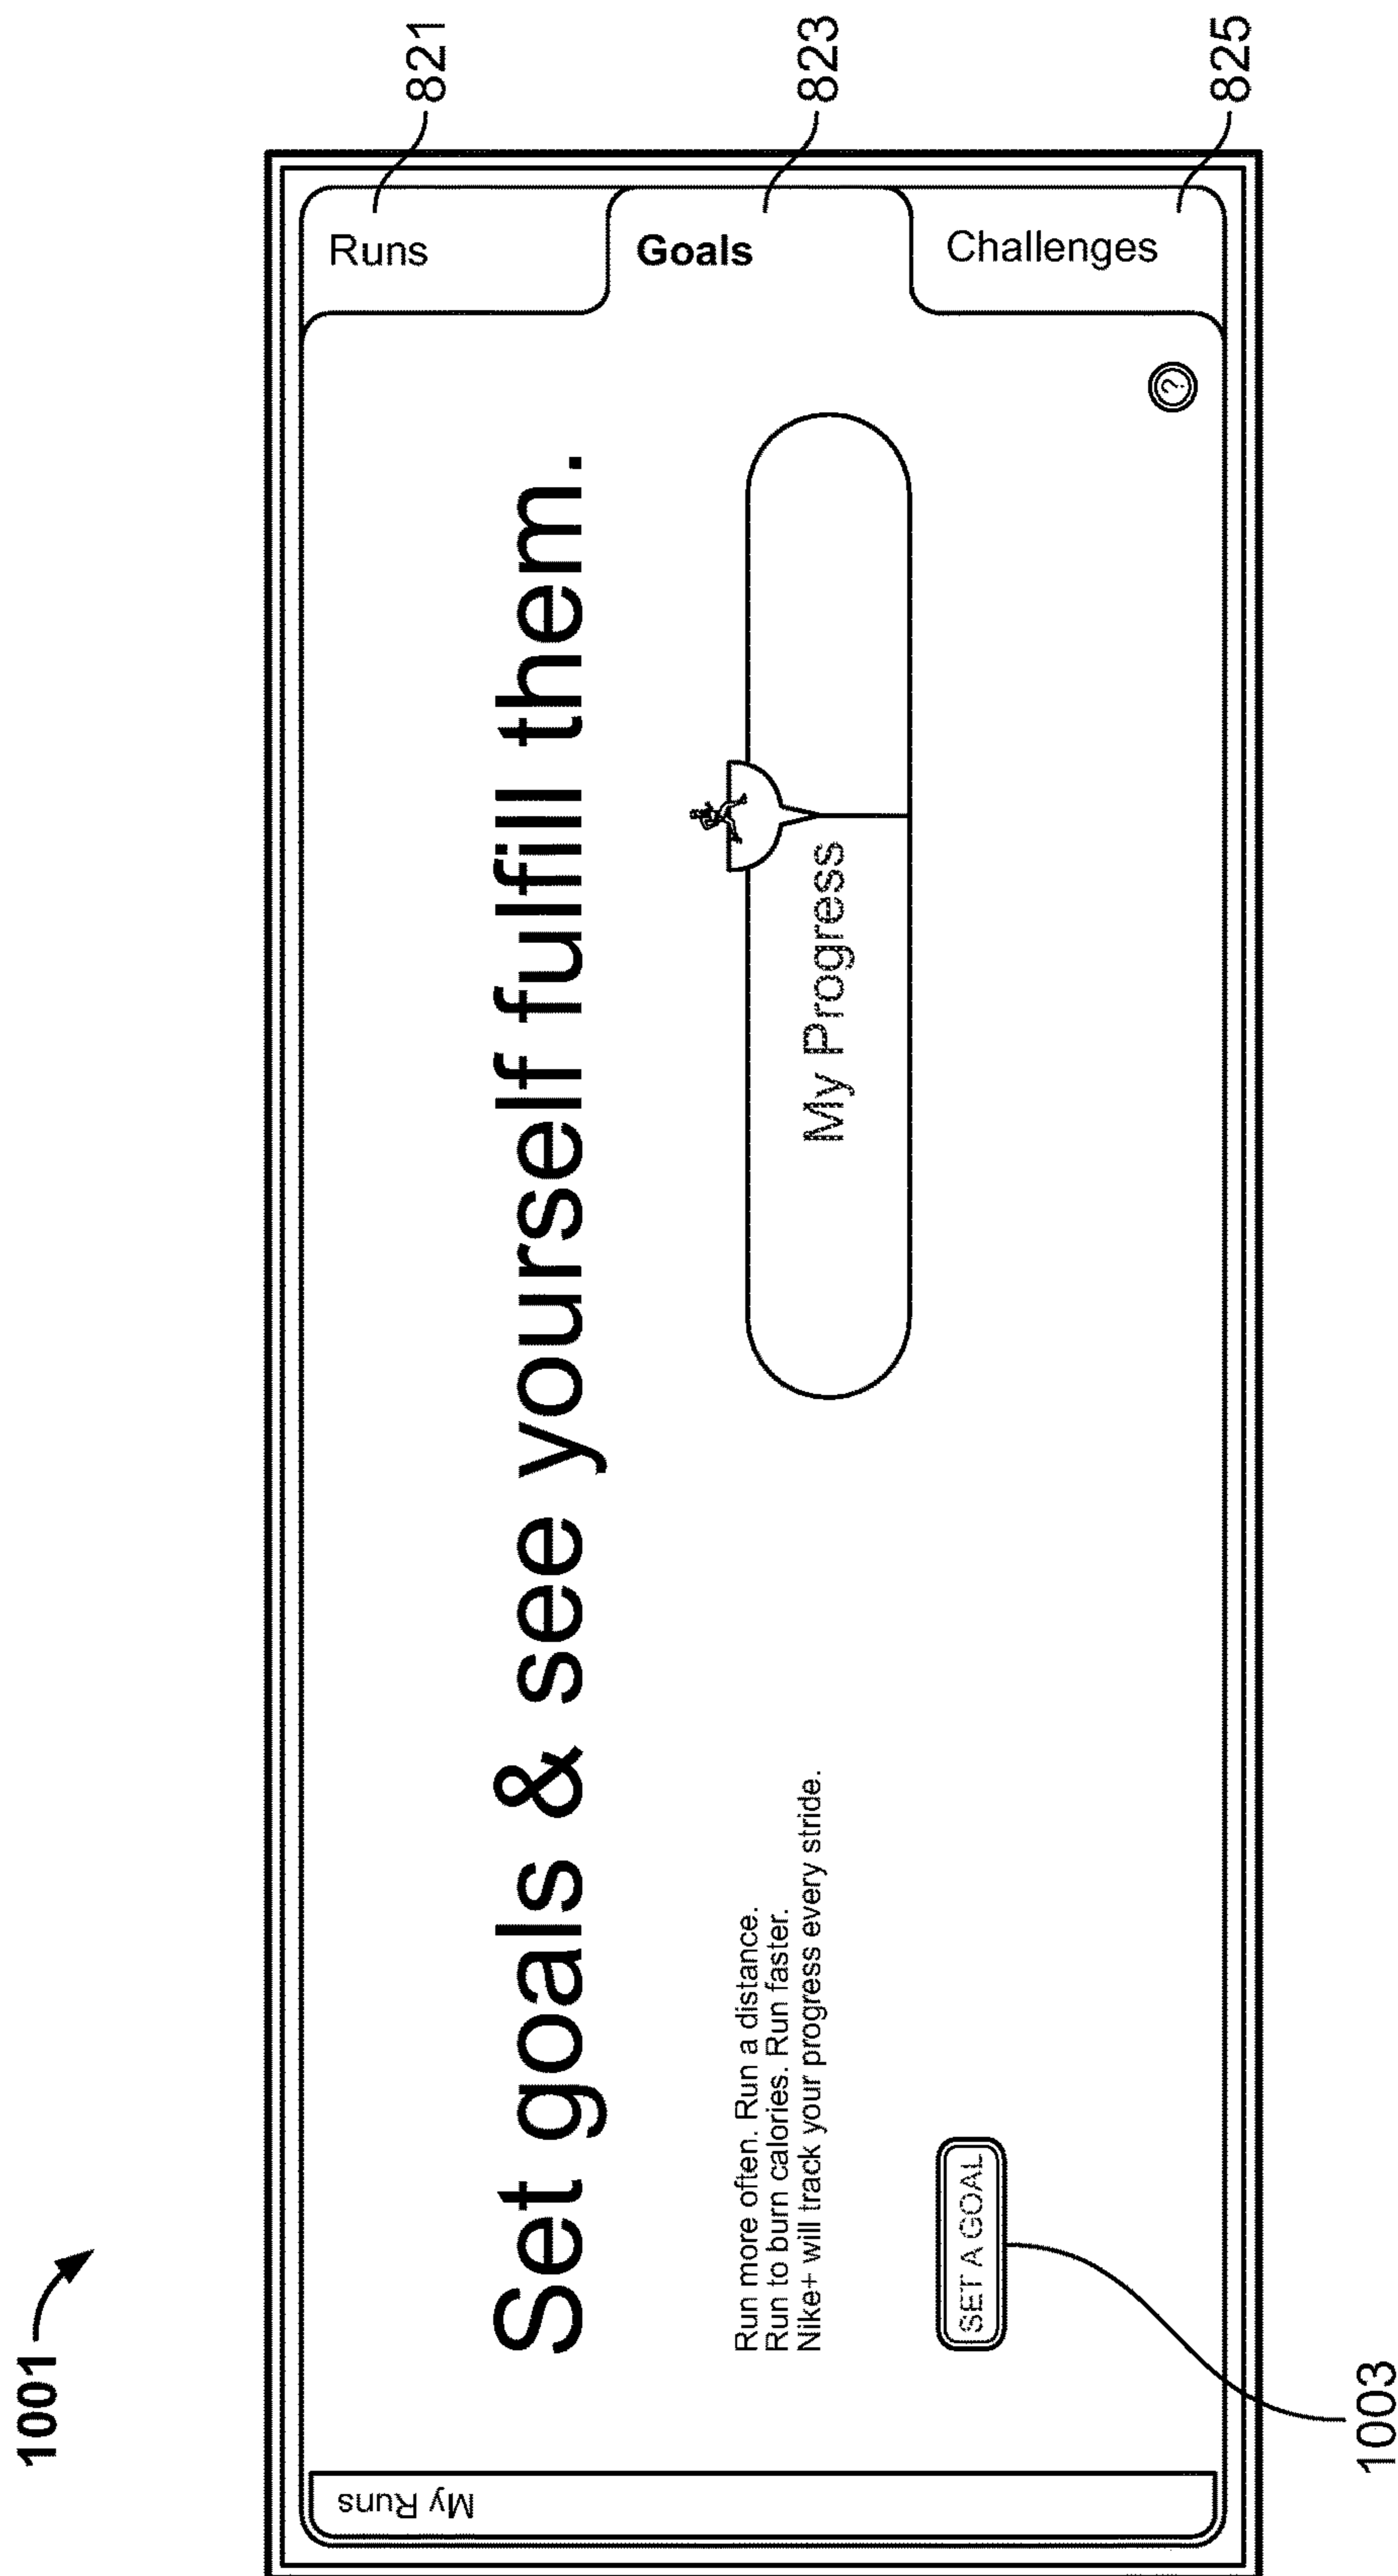 1001
My Runs
Set goals & see yourself fulfill them.
Run more often. Run a distance.
Run to burn calories. Run faster.
Nike+ will track your progress every stride.
SET A GOAL
1003
My Progress
?
Runs
821
Goals
823
Challenges
825